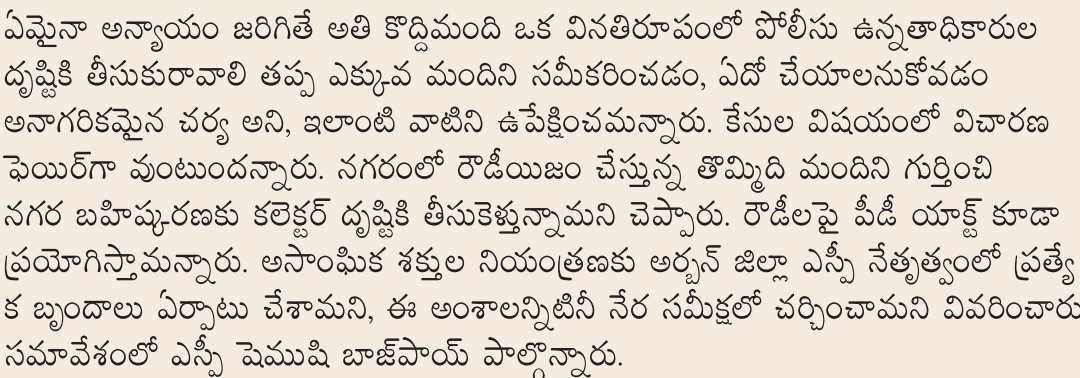 ఏమైనా అన్యాయం జరిగితే అతి కొద్దిమంది ఒక వినతిరూపంలో పోలీసు ఉన్నతాధికారుల
దృష్టికి తీసుకురావాలి తప్ప ఎక్కువ మందిని సమీకరించడం, ఏదో చేయాలనుకోవడం
అనాగరికమైన చర్య అని, ఇలాంటి వాటిని ఉపేక్షించమన్నారు. కేసుల విషయంలో విచారణ
ఫెయిర్‌గా వుంటుందన్నారు. నగరంలో రౌడీయిజం చేస్తున్న తొమ్మిది మందిని గుర్తించి
నగర బహిష్కరణకు కలెక్టర్ దృష్టికి తీసుకెళ్తున్నామని చెప్పారు. రౌడీలపై పీడీ యాక్ట్ కూడా
ప్రయోగిస్తామన్నారు. అసాంఘిక శక్తుల నియంత్రణకు అర్బన్ జిల్లా ఎస్పీ నేతృత్వంలో ప్రత్యే
క బృందాలు ఏర్పాటు చేశామని, ఈ అంశాలన్నిటినీ నేర సమీక్షలో చర్చించామని వివరించారు
సమావేశంలో ఎస్పీ షెముషి బాజ్‌పాయ్ పాల్గొన్నారు.